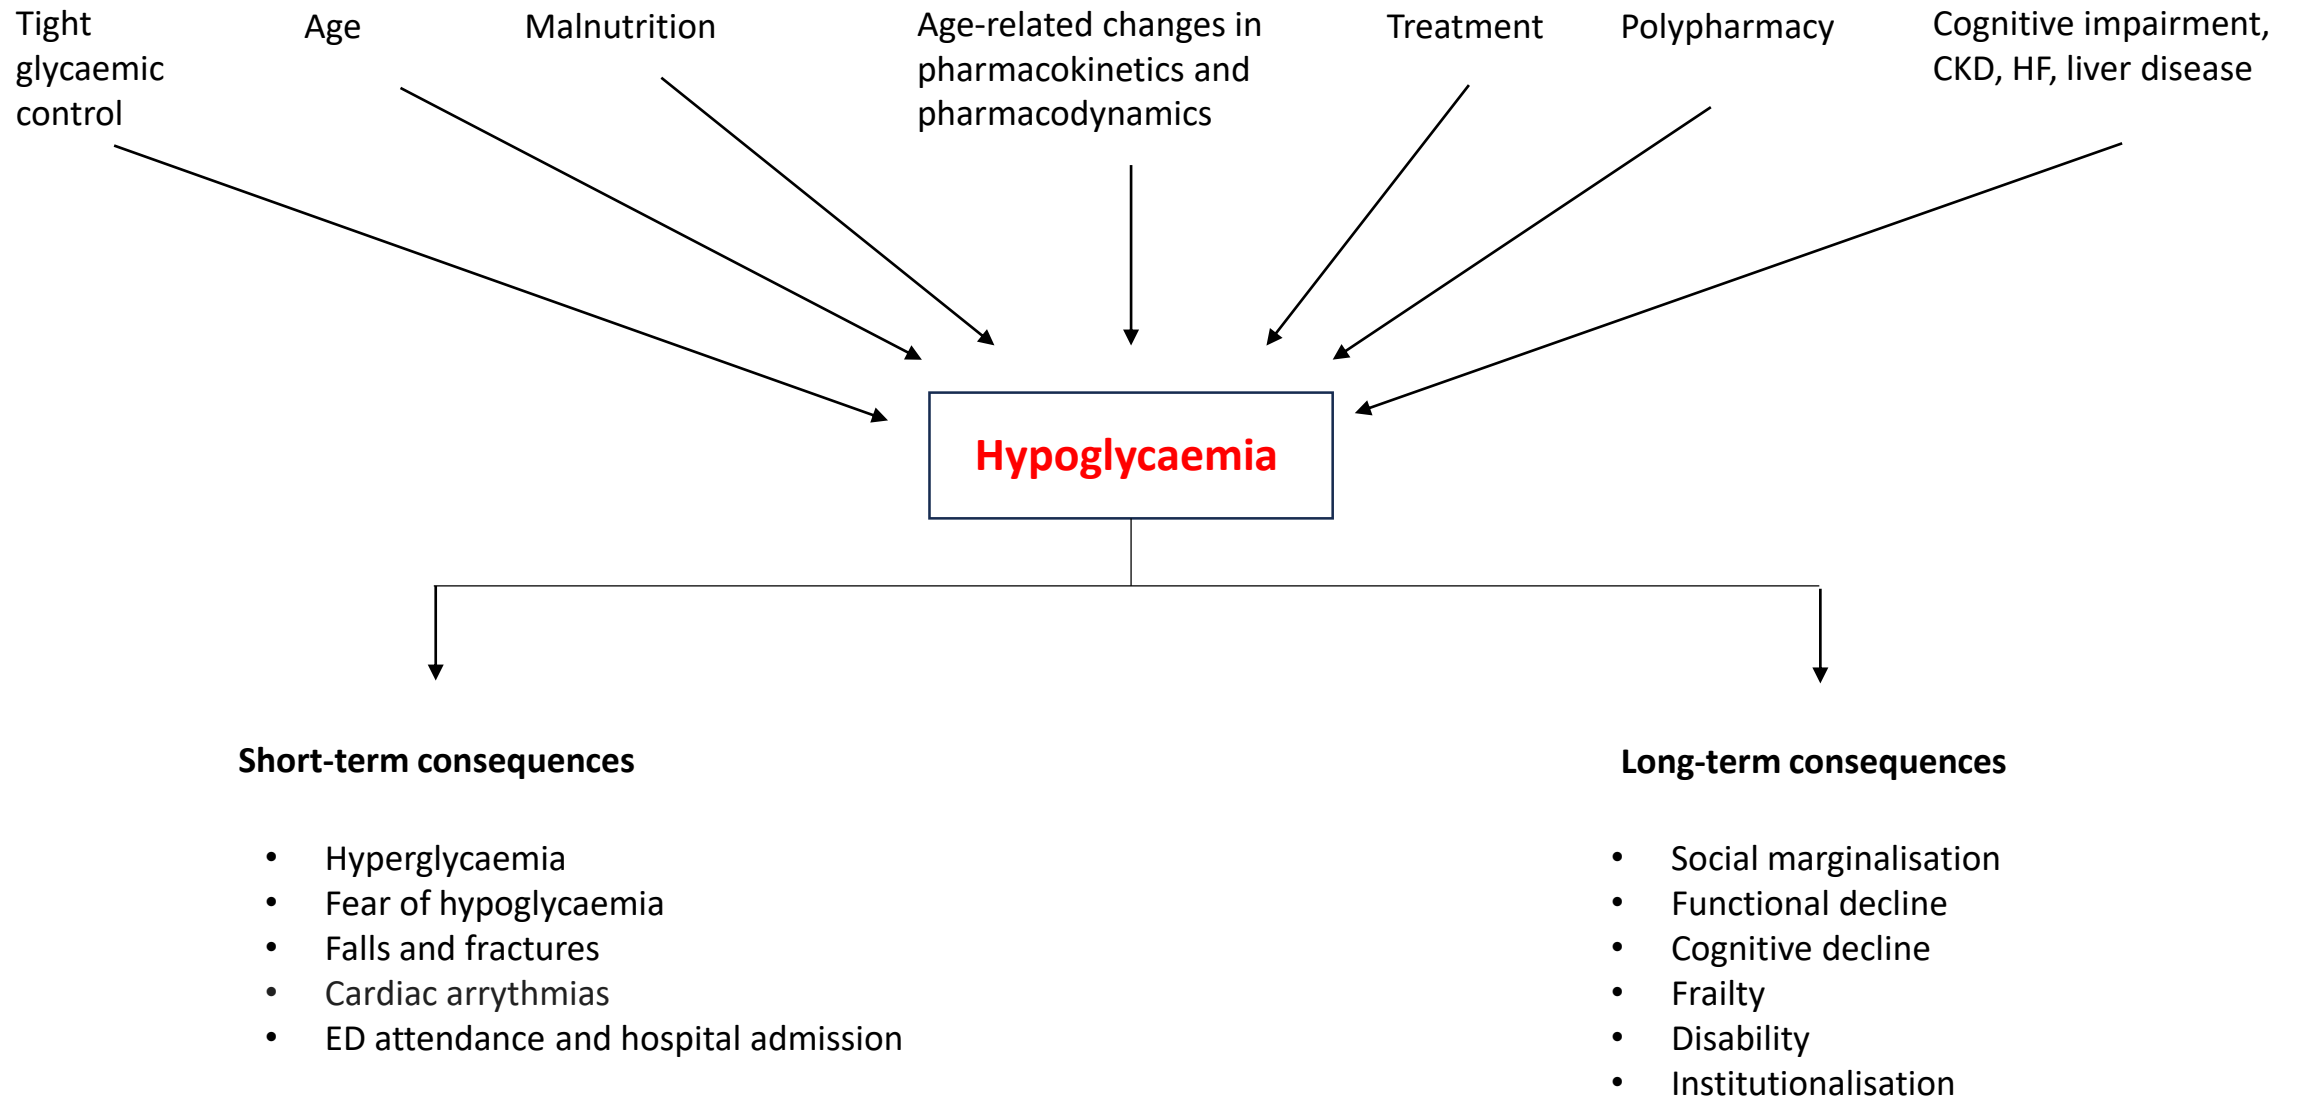 Tight
glycaemic
control
Age
Malnutrition
Age-related changes in
pharmacokinetics and
pharmacodynamics
Treatment
Polypharmacy
Cognitive impairment,
CKD, HF, liver disease
Hypoglycaemia
Short-term consequences
• Hyperglycaemia
• Fear of hypoglycaemia
• Falls and fractures
• Cardiac arrythmias
• ED attendance and hospital admission
Long-term consequences
• Social marginalisation
• Functional decline
• Cognitive decline
• Frailty
• Disability
• Institutionalisation